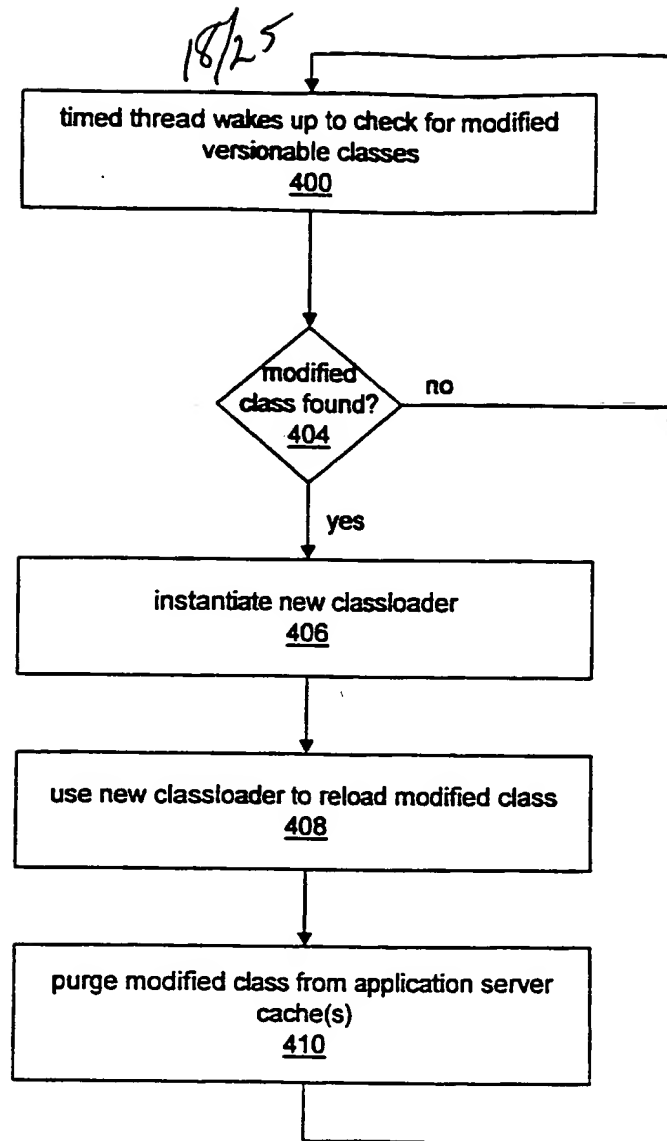 18/25
timed thread wakes up to check for modified
versionable classes
400
modified
class found?
404
no
yes
instantiate new classloader
406
use new classloader to reload modified class
408
purge modified class from application server
cache(s)
410